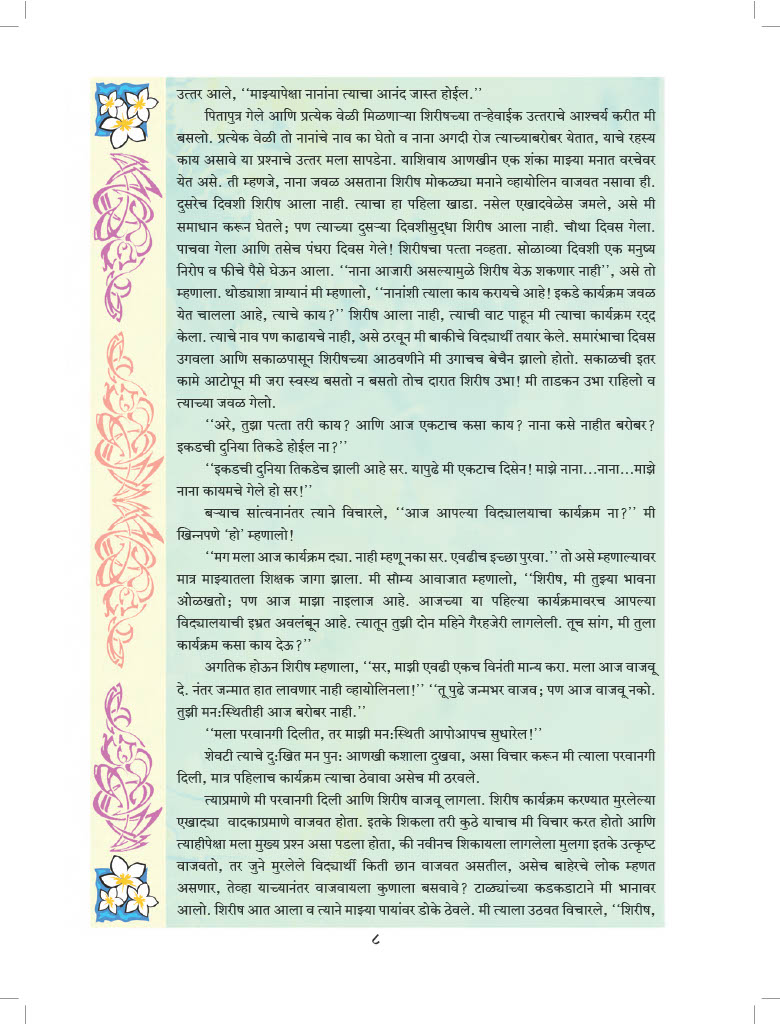 उत्तर आले, ‘‘माझ्यापेक्षा नानांना त्याचा आनंद जास्त होईल.’’
पितापुत्र गेले आणि प्रत्येक वेळी मिळणाऱ्या शिरीषच्या तऱ्हेवाईक उत्तराचे आश्चर्य करीत मी
बसलो. प्रत्येक वेळी तो नानांचे नाव का घेतो व नाना अगदी रोज त्याच्याबरोबर येतात, याचे रहस्य
काय असावे या प्रश्नाचे उत्तर मला सापडेना. याशिवाय आणखीन एक शंका माझ्या मनात वरचेवर
येत असे. ती म्हणजे, नाना जवळ असताना शिरीष मोकळ्या मनाने व्हायोलिन वाजवत नसावा ही.
दुसरेच दिवशी शिरीष आला नाही. त्याचा हा पहिला खाडा. नसेल एखादवेळेस जमले, असे मी
समाधान करून घेतले; पण त्याच्या दुसऱ्या दिवशीसुद्धा शिरीष आला नाही. चौथा दिवस गेला.
पाचवा गेला आणि तसेच पंधरा दिवस गेले! शिरीषचा पत्ता नव्हता. सोळाव्या दिवशी एक मनुष्य
निरोप व फीचे पैसे घेऊन आला. ‘‘नाना आजारी असल्यामुळे शिरीष येऊ शकणार नाही’’, असे तो
म्हणाला. थोड्याशा त्राग्यानं मी म्हणालो, ‘‘नानांशी त्याला काय करायचे आहे! इकडे कार्यक्रम जवळ
येत चालला आहे, त्याचे काय?’’ शिरीष आला नाही, त्याची वाट पाहून मी त्याचा कार्यक्रम रद्द
केला. त्याचे नाव पण काढायचे नाही, असे ठरवून मी बाकीचे विद्यार्थी तयार केले. समारंभाचा दिवस
उगवला आणि सकाळपासून शिरीषच्या आठवणीने मी उगाचच बेचैन झालो होतो. सकाळची इतर
कामे आटोपून मी जरा स्वस्थ बसतो न बसतो तोच दारात शिरीष उभा! मी ताडकन उभा राहिलो व
त्याच्या जवळ गेलो.
‘‘अरे, तुझा पत्ता तरी काय? आणि आज एकटाच कसा काय? नाना कसे नाहीत बरोबर?
इकडची दुनिया तिकडे होईल ना?’’
‘‘इकडची दुनिया तिकडेच झाली आहे सर. यापुढे मी एकटाच दिसेन! माझे नाना...नाना...माझे
नाना कायमचे गेले हो सर!’’
बऱ्याच सांत्वनानंतर त्याने विचारले, ‘‘आज आपल्या विद्यालयाचा कार्यक्रम ना?’’ मी
खिन्नपणे ‘हो’ म्हणालो!
‘‘मग मला आज कार्यक्रम द्या. नाही म्हणू नका सर. एवढीच इच्छा पुरवा.’’ तो असे म्हणाल्यावर
मात्र माझ्यातला शिक्षक जागा झाला. मी सौम्य आवाजात म्हणालो, ‘‘शिरीष, मी तुझ्या भावना
ओळखतो; पण आज माझा नाइलाज आहे. आजच्या या पहिल्या कार्यक्रमावरच आपल्या
विद्यालयाची इभ्रत अवलंबून आहे. त्यातून तुझी दोन महिने गैरहजेरी लागलेली. तूच सांग, मी तुला
कार्यक्रम कसा काय देऊ?’’
अगतिक होऊन शिरीष म्हणाला, ‘‘सर, माझी एवढी एकच विनंती मान्य करा. मला आज वाजवू
दे. नंतर जन्मात हात लावणार नाही व्हायोलिनला!’’ ‘‘तू पुढे जन्मभर वाजव; पण आज वाजवू नको.
तुझी मन:स्थितीही आज बरोबर नाही.’’
‘‘मला परवानगी दिलीत, तर माझी मन:स्थिती आपोआपच सुधारेल!’’
शेवटी त्याचे दु:खित मन पुन: आणखी कशाला दुखवा, असा विचार करून मी त्याला परवानगी
दिली, मात्र पहिलाच कार्यक्रम त्याचा ठेवावा असेच मी ठरवले.
त्याप्रमाणे मी परवानगी दिली आणि शिरीष वाजवू लागला. शिरीष कार्यक्रम करण्यात मुरलेल्या
एखाद्या वादकाप्रमाणे वाजवत होता. इतके शिकला तरी कुठे याचाच मी विचार करत होतो आणि
त्याहीपेक्षा मला मुख्य प्रश्न असा पडला होता, की नवीनच शिकायला लागलेला मुलगा इतके उत्कृष्ट
वाजवतो, तर जुने मुरलेले विद्यार्थी किती छान वाजवत असतील, असेच बाहेरचे लोक म्हणत
असणार, तेव्हा याच्यानंतर वाजवायला कुणाला बसवावे? टाळ्यांच्या कडकडाटाने मी भानावर
आलो. शिरीष आत आला व त्याने माझ्या पायांवर डोके ठेवले. मी त्याला उठवत विचारले, ‘‘शिरीष,
८